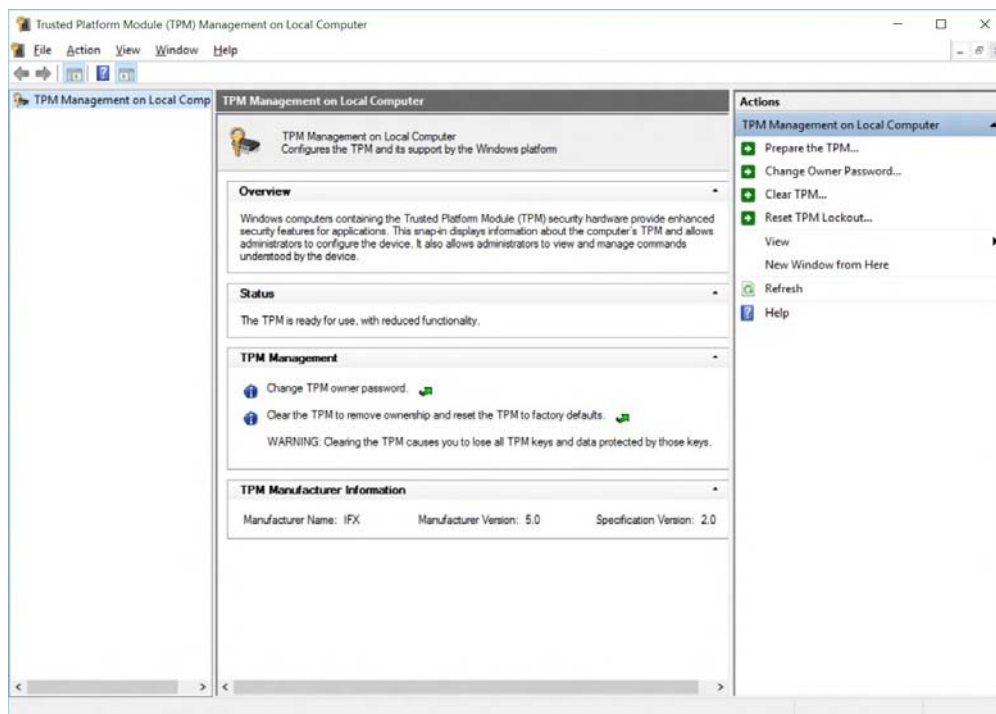 Trusted Platform Module (TPM) Management on Local Computer
File Action View Window Help
TPM Management on Local Comp
TPM Management on Local Computer
TPM Management on Local Computer
Configures the TPM and its support by the Windows platform
Overview
Windows computers containing the Trusted Platform Module (TPM) security hardware provide enhanced
security features for applications. This snap-in displays information about the computer's TPM and allows
administrators to configure the device. It also allows administrators to view and manage commands
understood by the device.
Status
The TPM is ready for use, with reduced functionality.
TPM Management
Change TPM owner password.
Clear the TPM to remove ownership and reset the TPM to factory defaults.
WARNING: Clearing the TPM causes you to lose all TPM keys and data protected by those keys.
TPM Manufacturer Information
Manufacturer Name: IFX Manufacturer Version: 5.0 Specification Version: 2.0
Actions
TPM Management on Local Computer
Prepare the TPM...
Change Owner Password...
Clear TPM...
Reset TPM Lockout...
View
New Window from Here
Refresh
Help